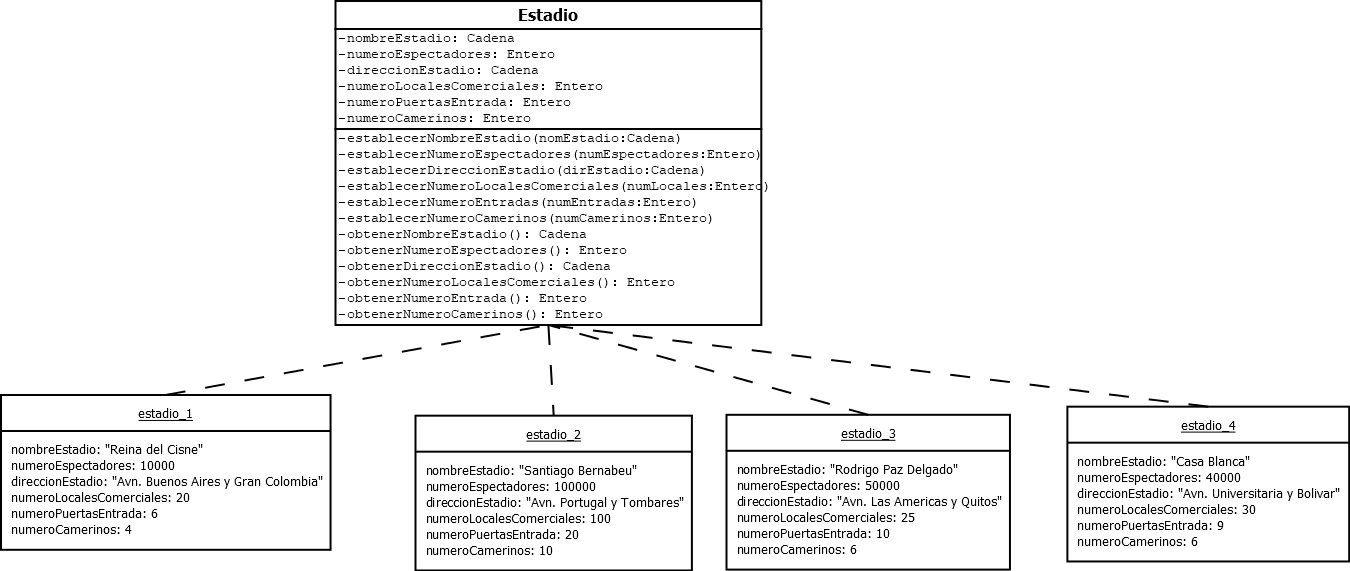 Estadio
-nombreEstadio: Cadena
-numeroEspectadores: Entero
-direccionEstadio: Cadena
-numeroLocalesComerciales: Entero
-numeroPuertasEntrada: Entero
-numeroCamerinos: Entero
-establecerNombreEstadio(nomEstadio:Cadena)
-establecerNumeroEspectadores(numEspectadores:Entero)
-establecerDireccionEstadio(dirEstadio:Cadena)
-establecerNumeroLocalesComerciales(numLocales:Entero)
-establecerNumeroEntradas(numEntradas:Entero)
-establecerNumeroCamerinos(numCamerinos:Entero)
-obtenerNombreEstadio(): Cadena
-obtenerNumeroEspectadores(): Entero
-obtenerDireccionEstadio(): Cadena
-obtenerNumeroLocalesComerciales(): Entero
-obtenerNumeroEntrada(): Entero
-obtenerNumeroCamerinos(): Entero
estadio_1
nombreEstadio: "Reina del Cisne"
numeroEspectadores: 10000
direccionEstadio: "Avn. Buenos Aires y Gran Colombia"
numeroLocalesComerciales: 20
numeroPuertasEntrada: 6
numeroCamerinos: 4
estadio_2
nombreEstadio: "Santiago Bernabeu"
numeroEspectadores: 100000
direccionEstadio: "Avn. Portugal y Tombares"
numeroLocalesComerciales: 100
numeroPuertasEntrada: 20
numeroCamerinos: 10
estadio_3
nombreEstadio: "Rodrigo Paz Delgado"
numeroEspectadores: 50000
direccionEstadio: "Avn. Las Americas y Quitos"
numeroLocalesComerciales: 25
numeroPuertasEntrada: 10
numeroCamerinos: 6
estadio_4
nombreEstadio: "Casa Blanca"
numeroEspectadores: 40000
direccionEstadio: "Avn. Universitaria y Bolivar"
numeroLocalesComerciales: 30
numeroPuertasEntrada: 9
numeroCamerinos: 6